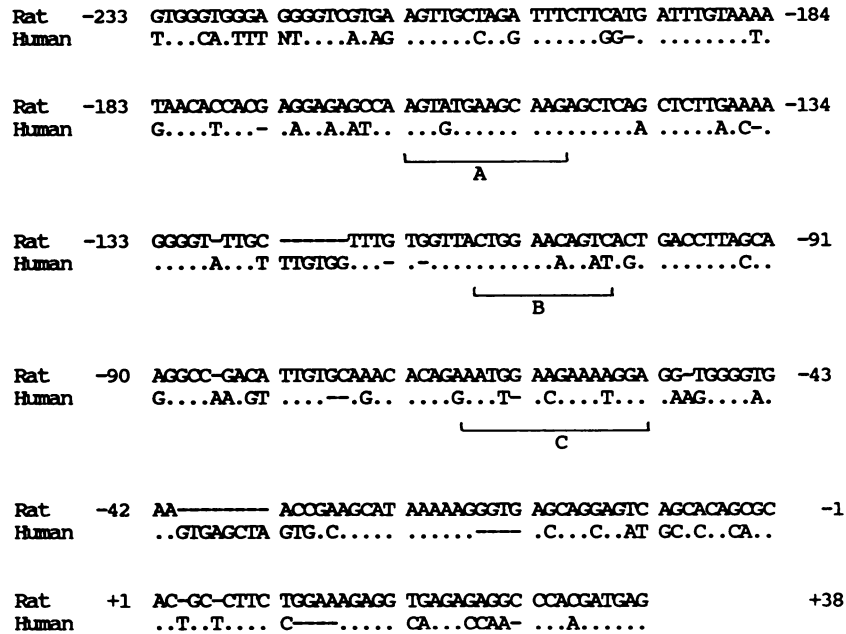 Rat -233 GTGGGTGGGA GGGGTCGTGA AGTTGCTAGA TTTCTTCATG ATTTGTAAAA -184
Human T...CA.TTT NT....A.AG ......C..G .....GG-. ........T.
Rat -183 TAACACCACG AGGAGAGCCA AGTATGAAGC AAGAGCTCAG CTCTTGAAAA -134
Human G....T...- .A..A.AT.. ...G...... ........A ....A.C-.
A
Rat -133 GGGGT-TTGC ------TTTG TGGTTACTGG AACAGTCACT GACCTTAGCA -91
Human .....A...T TTGTGG...- .-........ ...A..AT.G. .......C..
B
Rat -90 AGGCC-GACA TTGTGCAAAC ACAGAAATGG AAGAAAAGGA GG-TGGGGTG -43
Human G....AA.GT ....--.G.. ....G..T- .C...T... .AAG....A.
C
Rat -42 AA-------- ACCGAAGCAT AAAAAGGGTG AGCAGGAGTC AGCACAGCGC -1
Human ..GTGAGCTA GTG.C..... ......---- .C...C..AT GC.C..CA..
Rat +1 AC-GC-CTTC TGGAAAGAGG TGAGAGAGGC CCACGATGAG +38
Human ..T..T.... C----..... CA...CCAA- ...A......